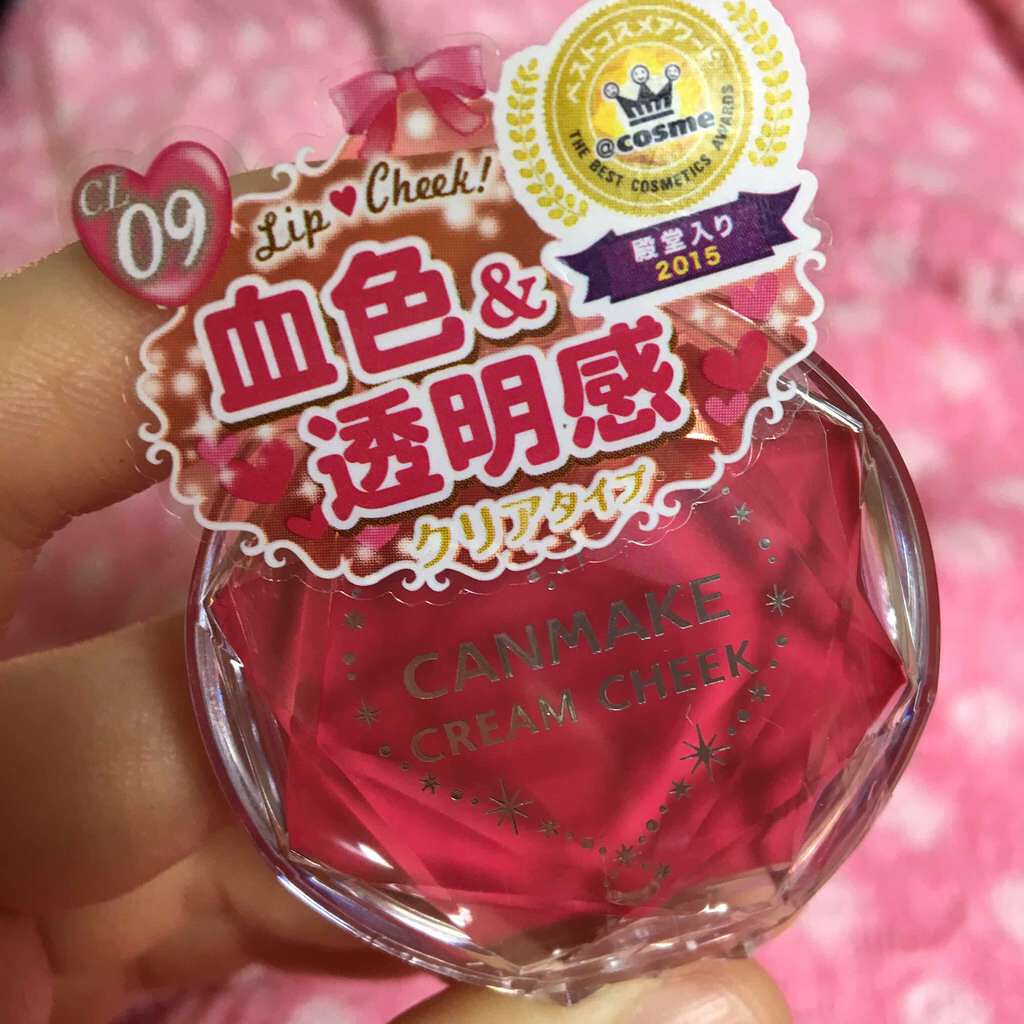 ベストコスメアワード
@cosme
THE BEST COSMETICS AWARDS
殿堂入り
2015
CL
09
Lip♥Cheek!
血色&
透明感
クリアタイプ
CANMAKE
CREAM CHEEK